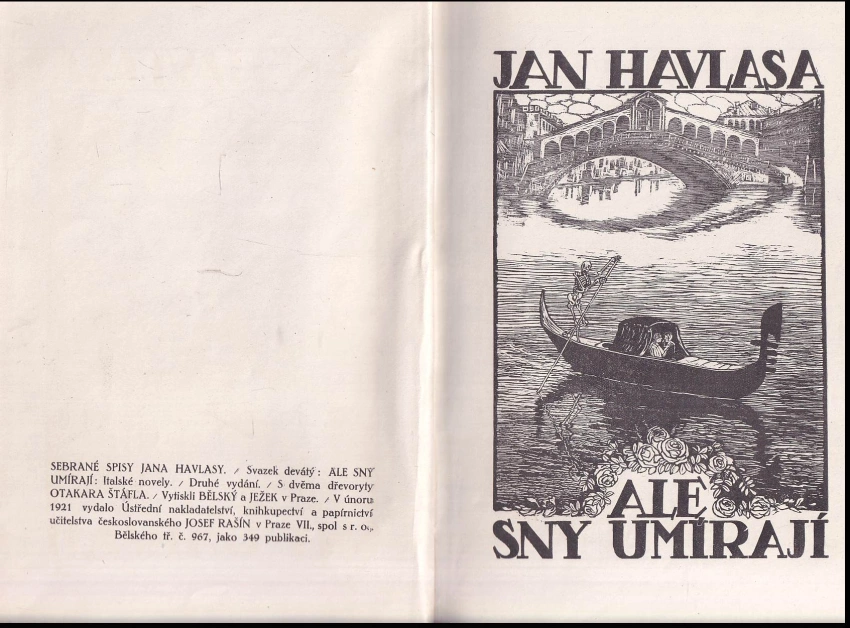 SEBRANÉ SPISY JANA HAVLASY. / Svazek devátý: ALE SNY
UMÍRAJÍ: Italské novely. / Druhé vydání. / S dvěma dřevoryty
OTAKARA ŠTÁFLA. / Vytiskli BĚLSKÝ a JEŽEK v Praze. / V únoru
1921 vydalo Ústřední nakladatelství, knihkupectví a papírnictví
učitelstva českoslovanského JOSEF RAŠÍN v Praze VII., spol s r. o.,
Bělského tř. č. 967, jako 349 publikaci.
JAN HAVLASA
ALE
SNY UMÍRAJÍ